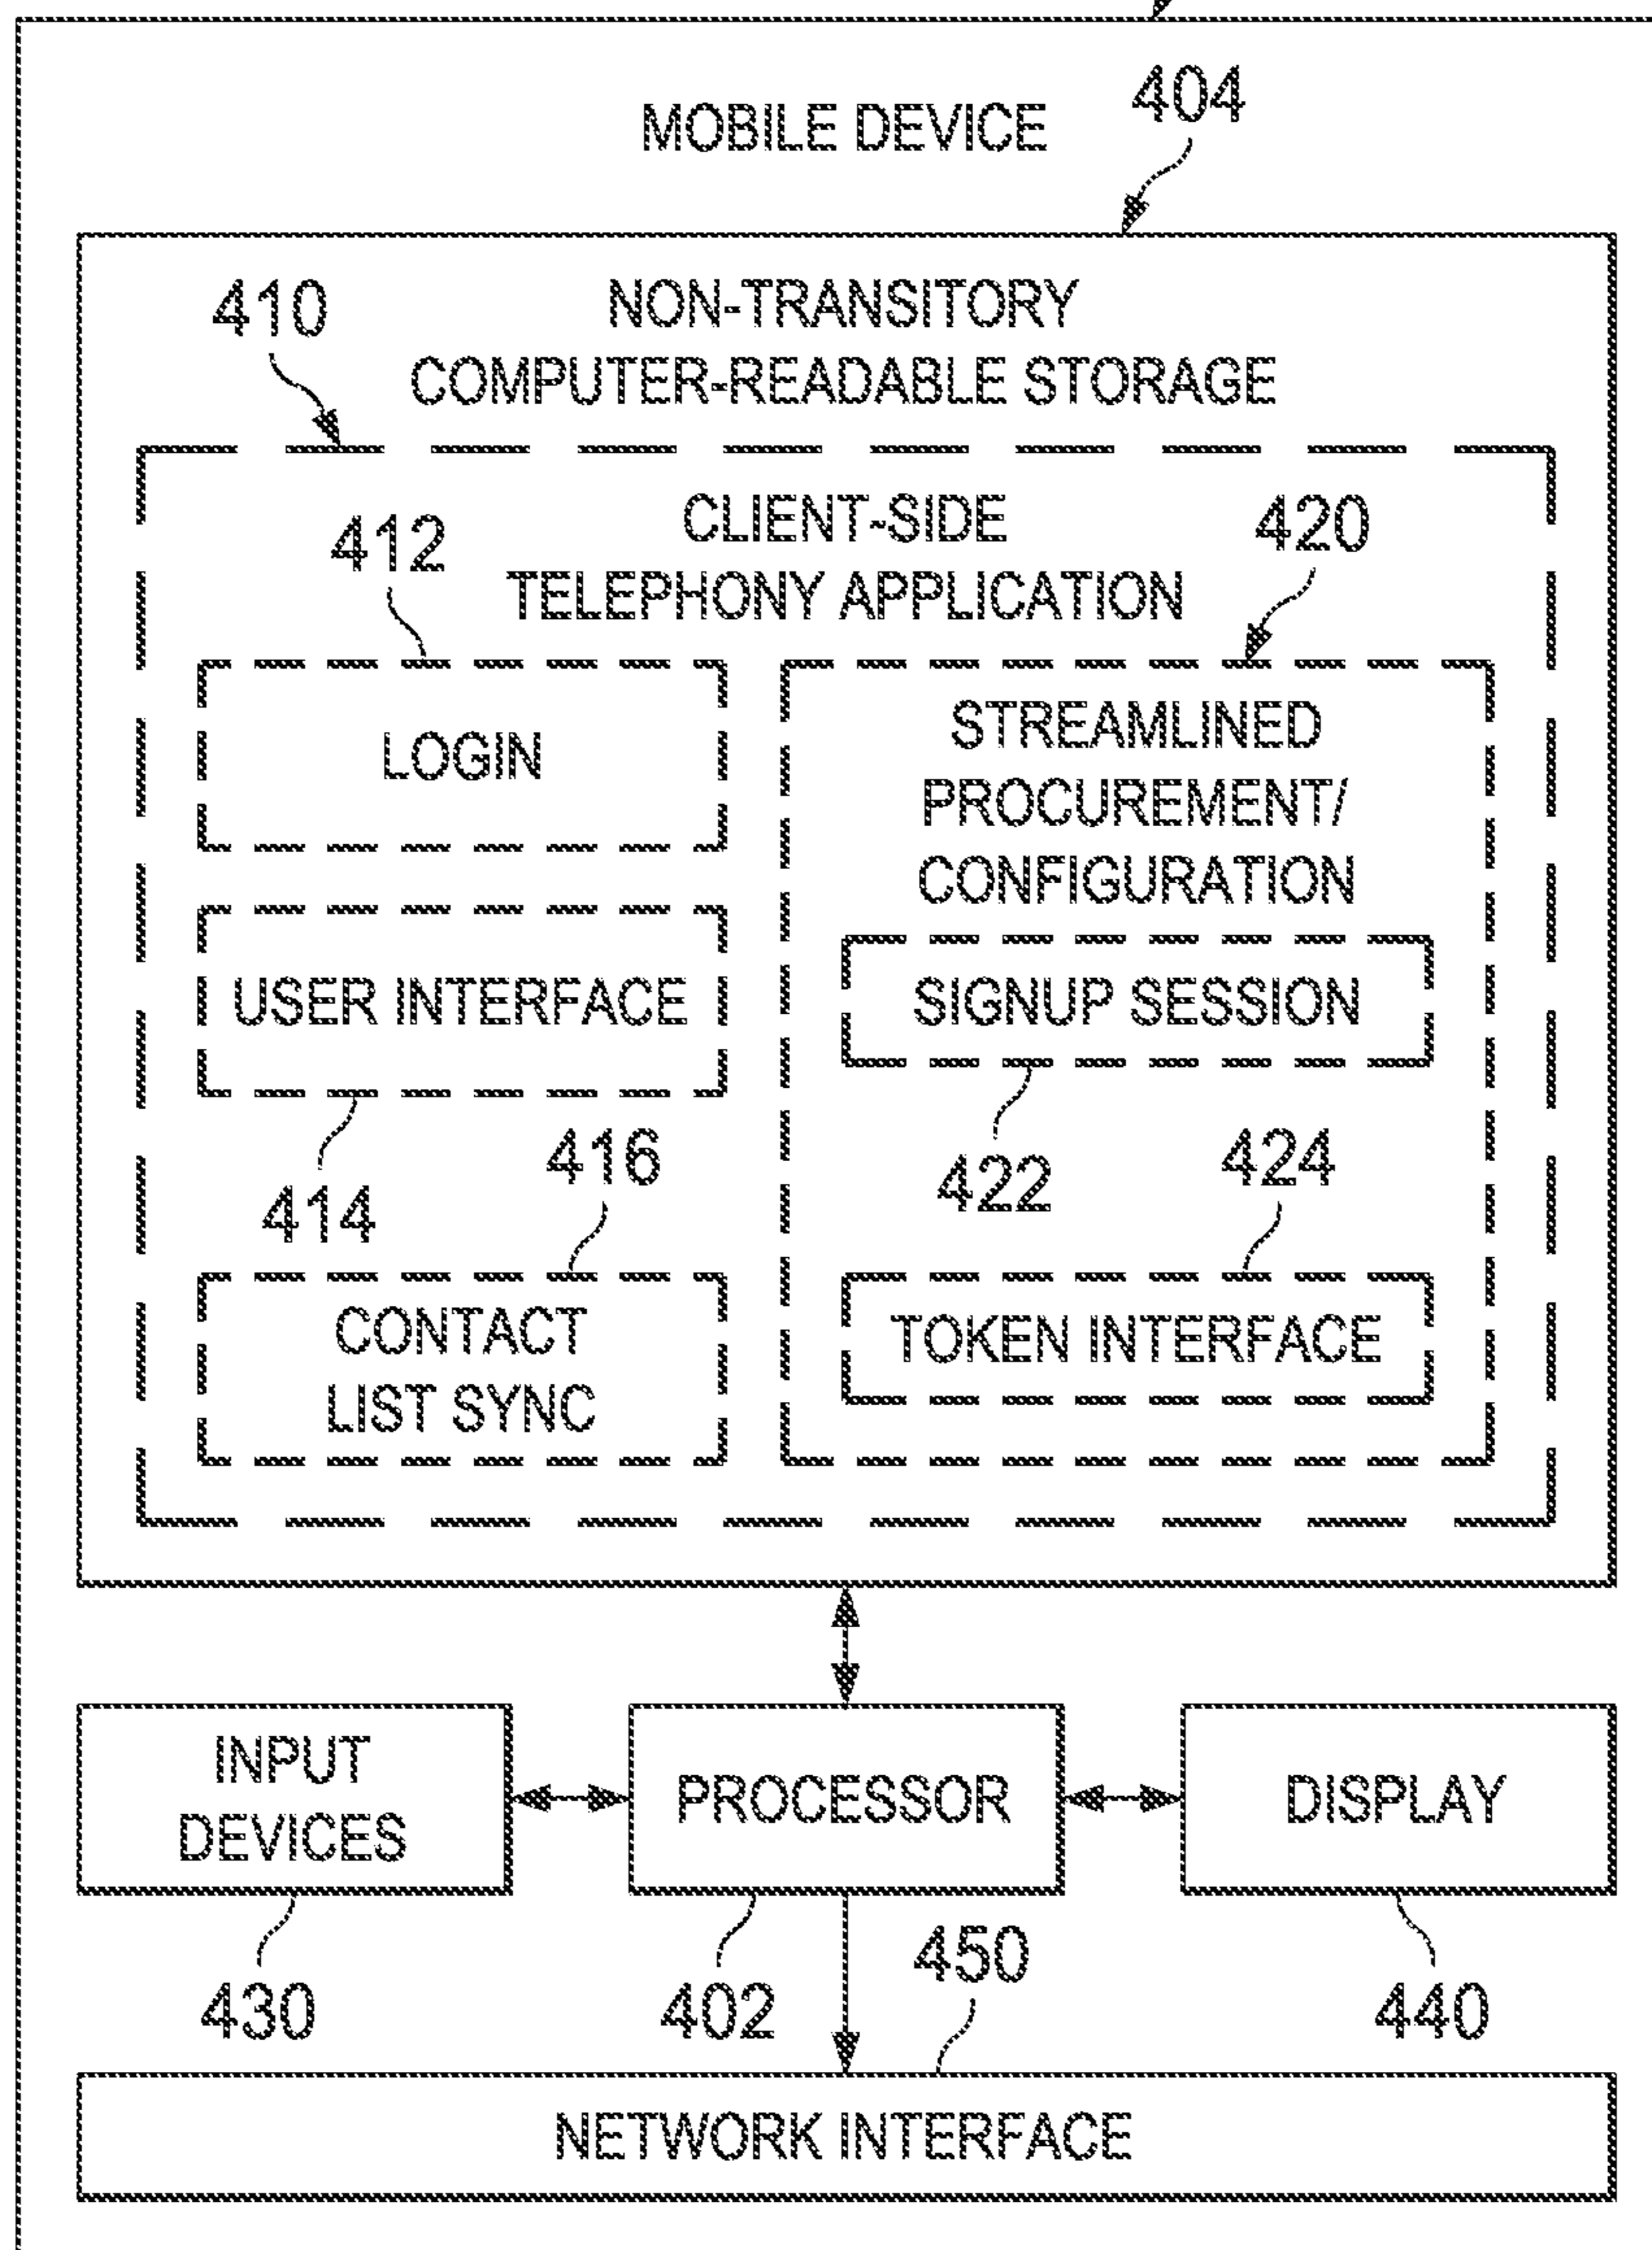 MOBILE DEVICE
404
410
NON-TRANSITORY
COMPUTER-READABLE STORAGE
CLIENT-SIDE
TELEPHONY APPLICATION
412
420
LOGIN
STREAMLINED
PROCUREMENT/
CONFIGURATION
USER INTERFACE
SIGNUP SESSION
414
416
422
424
CONTACT
LIST SYNC
TOKEN INTERFACE
INPUT
DEVICES
PROCESSOR
DISPLAY
430
402
450
440
NETWORK INTERFACE